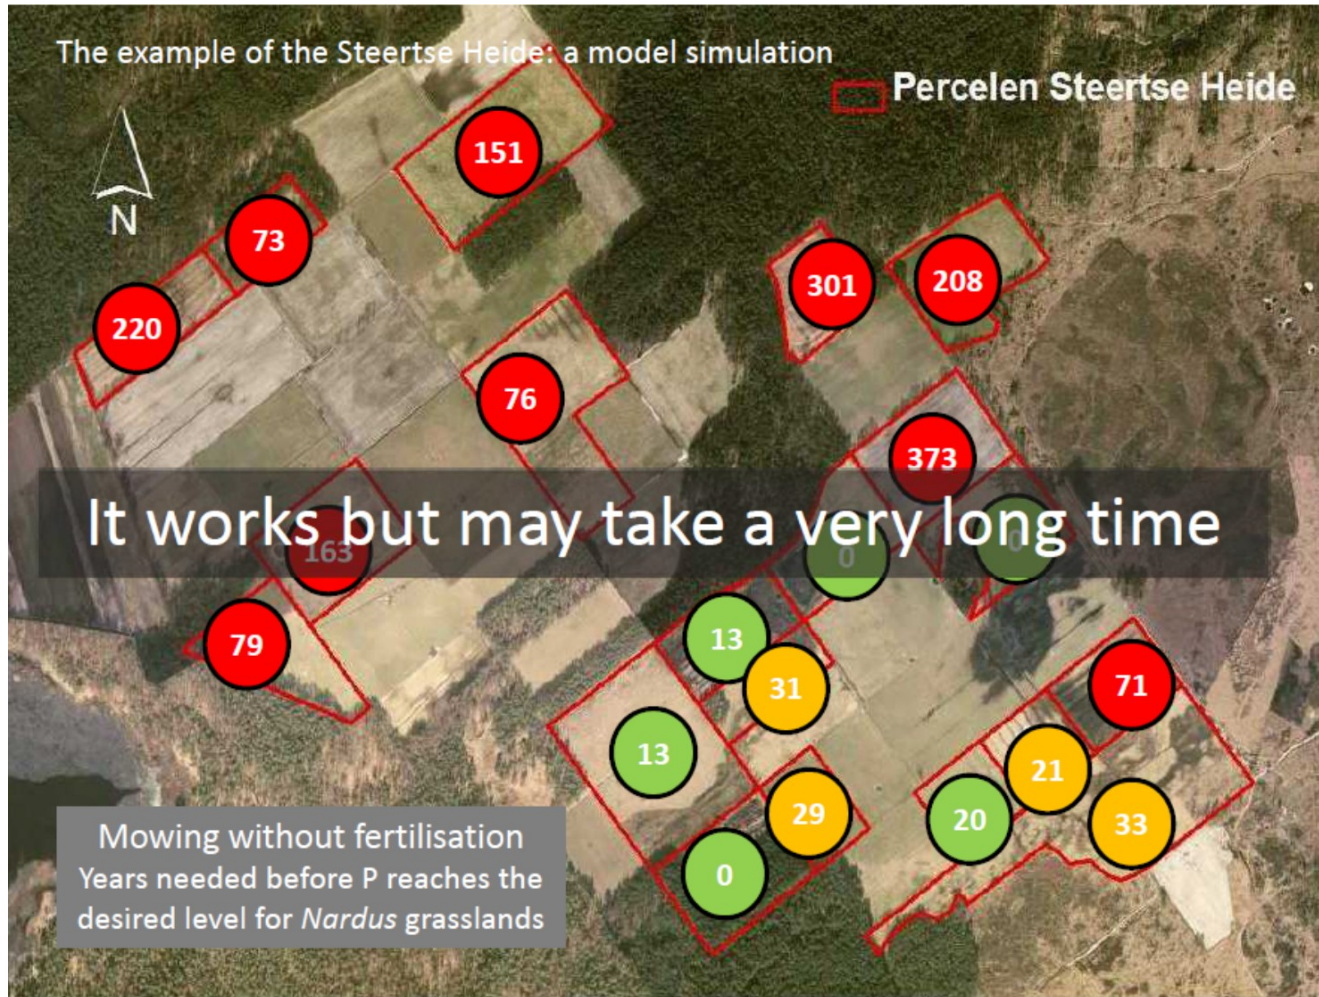 The example of the Steertse Heide: a model simulation
Percelen Steertse Heide
N
151
73
220
301
208
76
373
It works but may take a very long time
163
0
0
79
13
31
71
13
21
29
20
33
0
Mowing without fertilisation
Years needed before P reaches the
desired level for Nardus grasslands